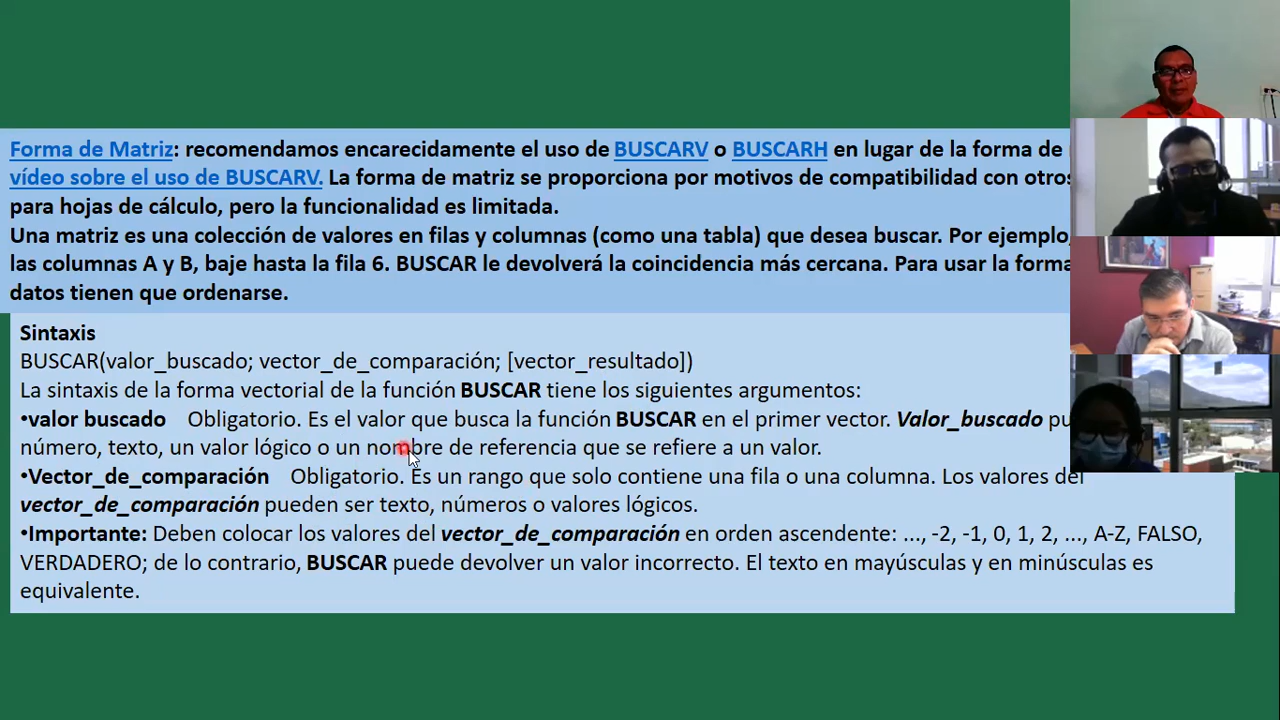 Forma de Matriz: recomendamos encarecidamente el uso de BUSCARV o BUSCARH en lugar de la forma de
vídeo sobre el uso de BUSCARV. La forma de matriz se proporciona por motivos de compatibilidad con otros
para hojas de cálculo, pero la funcionalidad es limitada.
Una matriz es una colección de valores en filas y columnas (como una tabla) que desea buscar. Por ejemplo,
las columnas A y B, baje hasta la fila 6. BUSCAR le devolverá la coincidencia más cercana. Para usar la forma
datos tienen que ordenarse.
Sintaxis
BUSCAR(valor_buscado; vector_de_comparación; [vector_resultado])
La sintaxis de la forma vectorial de la función BUSCAR tiene los siguientes argumentos:
•valor buscado Obligatorio. Es el valor que busca la función BUSCAR en el primer vector. Valor_buscado pu
número, texto, un valor lógico o un nombre de referencia que se refiere a un valor.
•Vector_de_comparación Obligatorio. Es un rango que solo contiene una fila o una columna. Los valores del
vector_de_comparación pueden ser texto, números o valores lógicos.
•Importante: Deben colocar los valores del vector_de_comparación en orden ascendente: ..., -2, -1, 0, 1, 2, ..., A-Z, FALSO,
VERDADERO; de lo contrario, BUSCAR puede devolver un valor incorrecto. El texto en mayúsculas y en minúsculas es
equivalente.